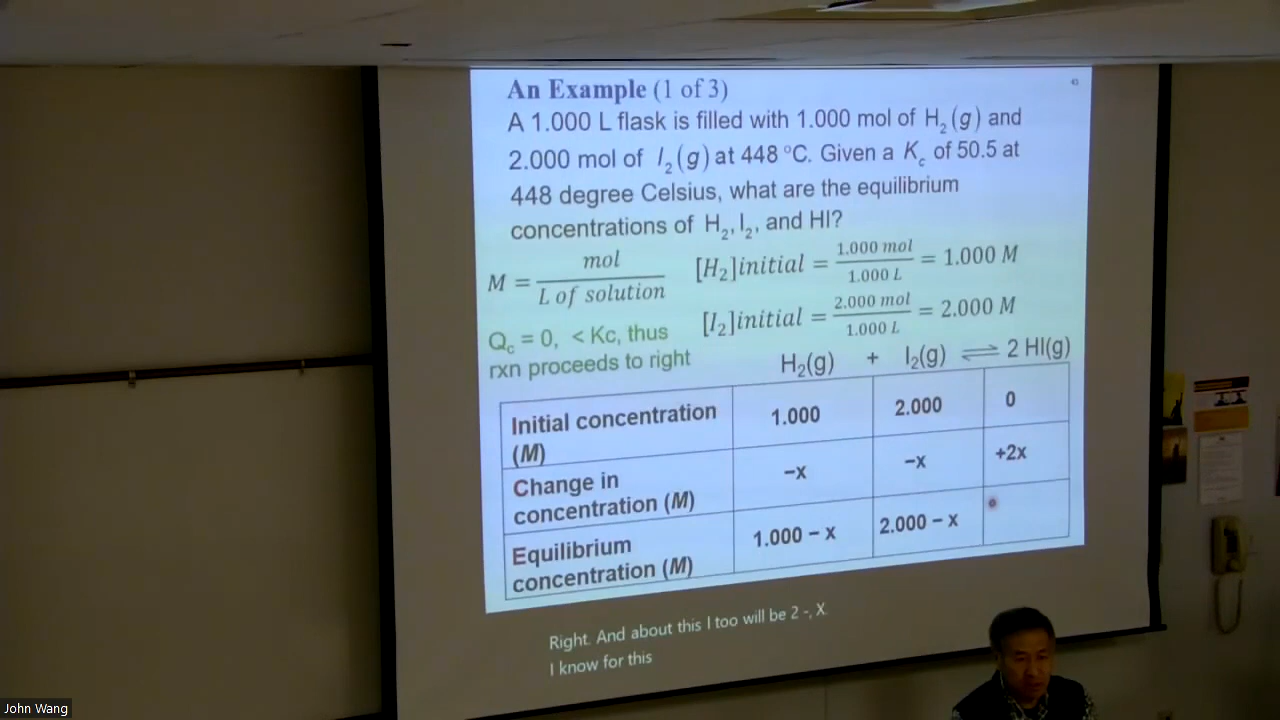 An Example (1 of 3)
A 1.000 L flask is filled with 1.000 mol of H₂(g) and
2.000 mol of I₂(g) at 448 °C. Given a K꜀ of 50.5 at
448 degree Celsius, what are the equilibrium
concentrations of H₂, I₂, and HI?
M = mol / L of solution
[H₂]initial = 1.000 mol / 1.000 L = 1.000 M
[I₂]initial = 2.000 mol / 1.000 L = 2.000 M
Q꜀ = 0, < Kc, thus
rxn proceeds to right
H₂(g) + I₂(g) ⇌ 2 HI(g)
Initial concentration (M) 1.000 2.000 0
Change in concentration (M) −x −x +2x
Equilibrium concentration (M) 1.000 − x 2.000 − x
Right. And about this I too will be 2 -, X.
I know for this
John Wang